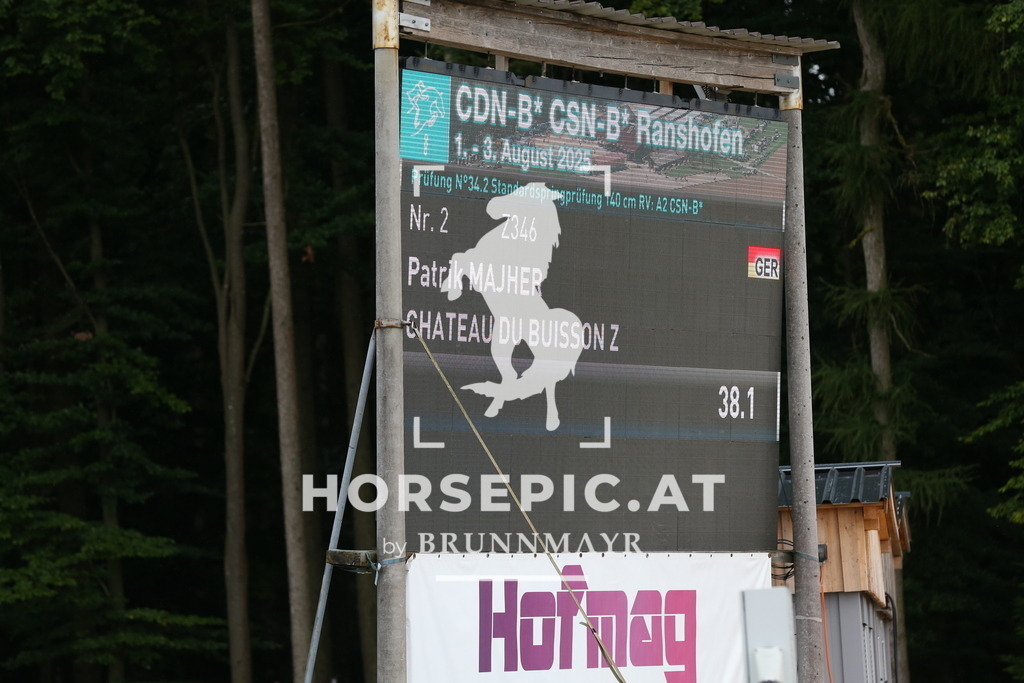 CDN-B* CSN-B* Ranshofen
1. - 3. August 2025
Prüfung N°34.2 Standardspringprüfung 140 cm RV: A2 CSN-B*
Nr. 2 Z346
Patrik MAJHER GER
CHATEAU DU BUISSON Z
38.1
HORSEPIC.AT
by BRUNNMAYR
Hofmag